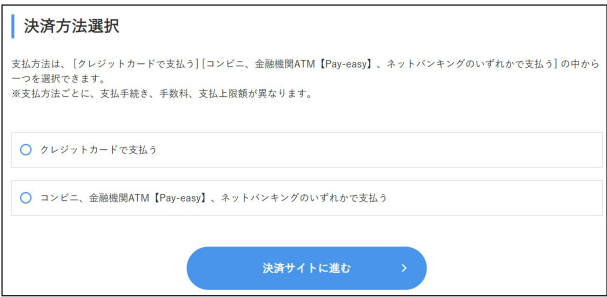 決済方法選択
支払方法は、 [クレジットカードで支払う] [コンビニ、金融機関ATM【Pay-easy】、ネットバンキングのいずれかで支払う] の中から
一つを選択できます。
※支払方法ごとに、支払手続き、手数料、支払上限額が異なります。
クレジットカードで支払う
コンビニ、金融機関ATM【Pay-easy】、ネットバンキングのいずれかで支払う
決済サイトに進む